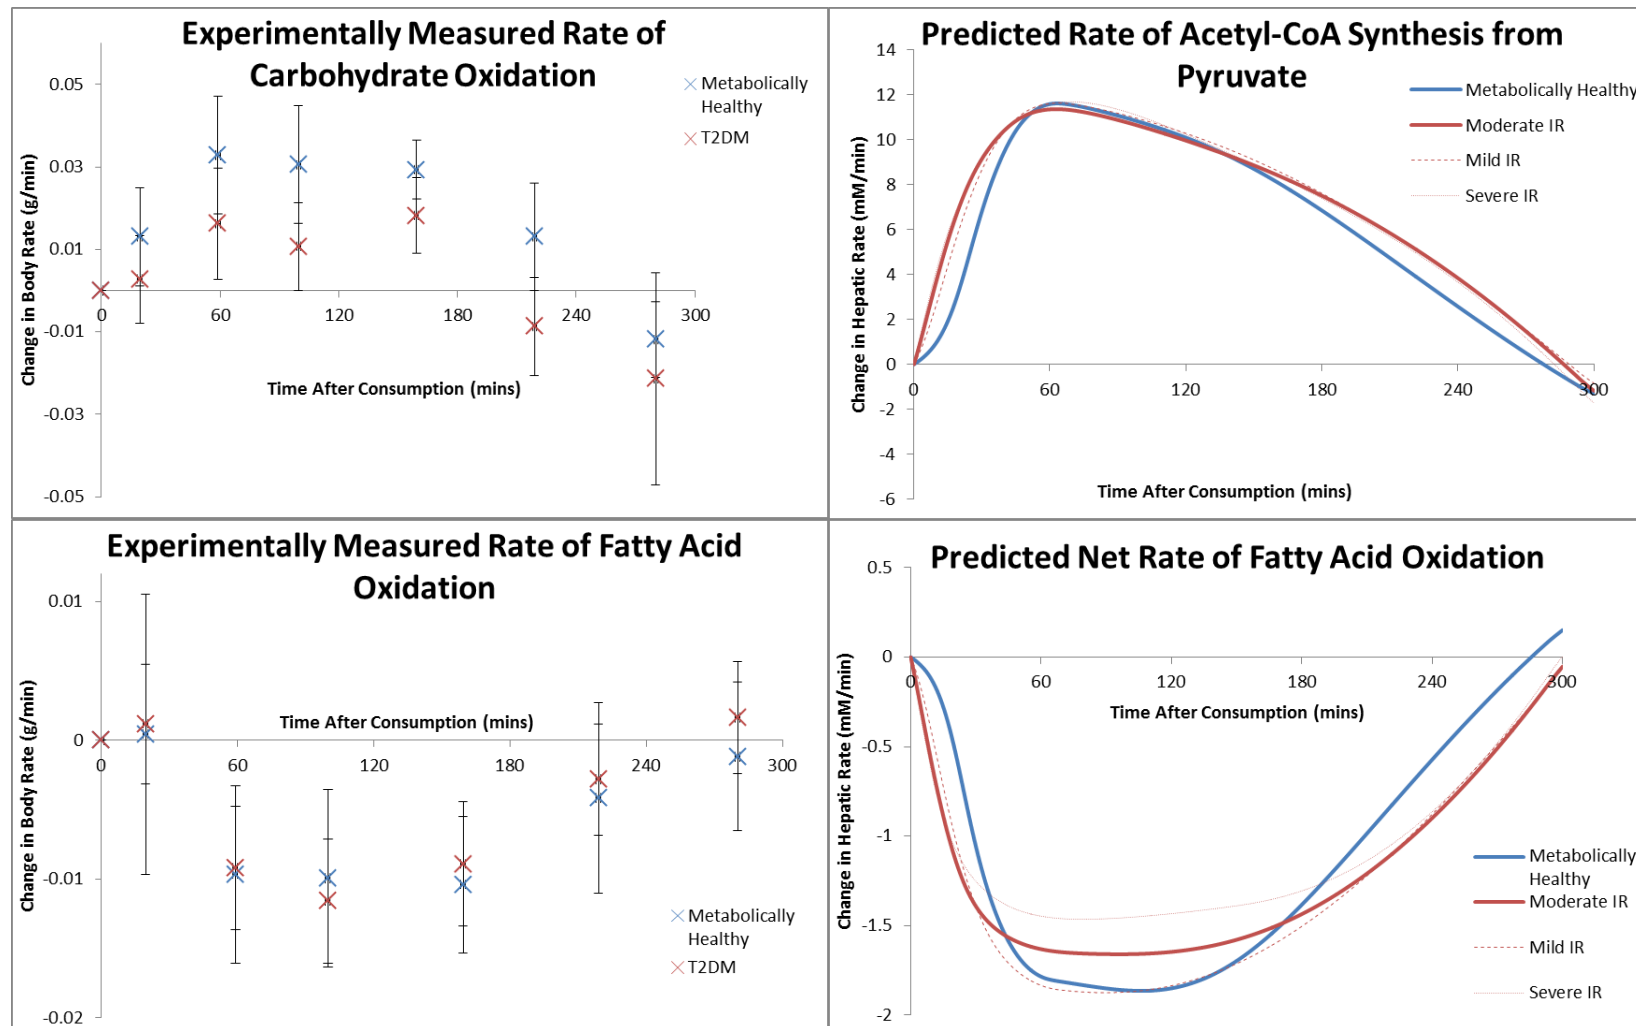 Experimentally Measured Rate of
Carbohydrate Oxidation
Change in Body Rate (g/min)
0.05
0.03
0.01
-0.01
-0.03
-0.05
0
60
120
180
240
300
Time After Consumption (mins)
Metabolically
Healthy
T2DM
Predicted Rate of Acetyl-CoA Synthesis from
Pyruvate
Change in Hepatic Rate (mM/min)
14
12
10
8
6
4
2
0
-2
-4
-6
0
60
120
180
240
300
Time After Consumption (mins)
Metabolically Healthy
Moderate IR
Mild IR
Severe IR
Experimentally Measured Rate of Fatty Acid
Oxidation
Change in Body Rate (g/min)
0.01
0
-0.01
-0.02
Time After Consumption (mins)
0
60
120
180
240
300
Metabolically
Healthy
T2DM
Predicted Net Rate of Fatty Acid Oxidation
Change in Hepatic Rate (mM/min)
0.5
0
-0.5
-1
-1.5
-2
0
60
120
180
240
300
Time After Consumption (mins)
Metabolically
Healthy
Moderate IR
Mild IR
Severe IR